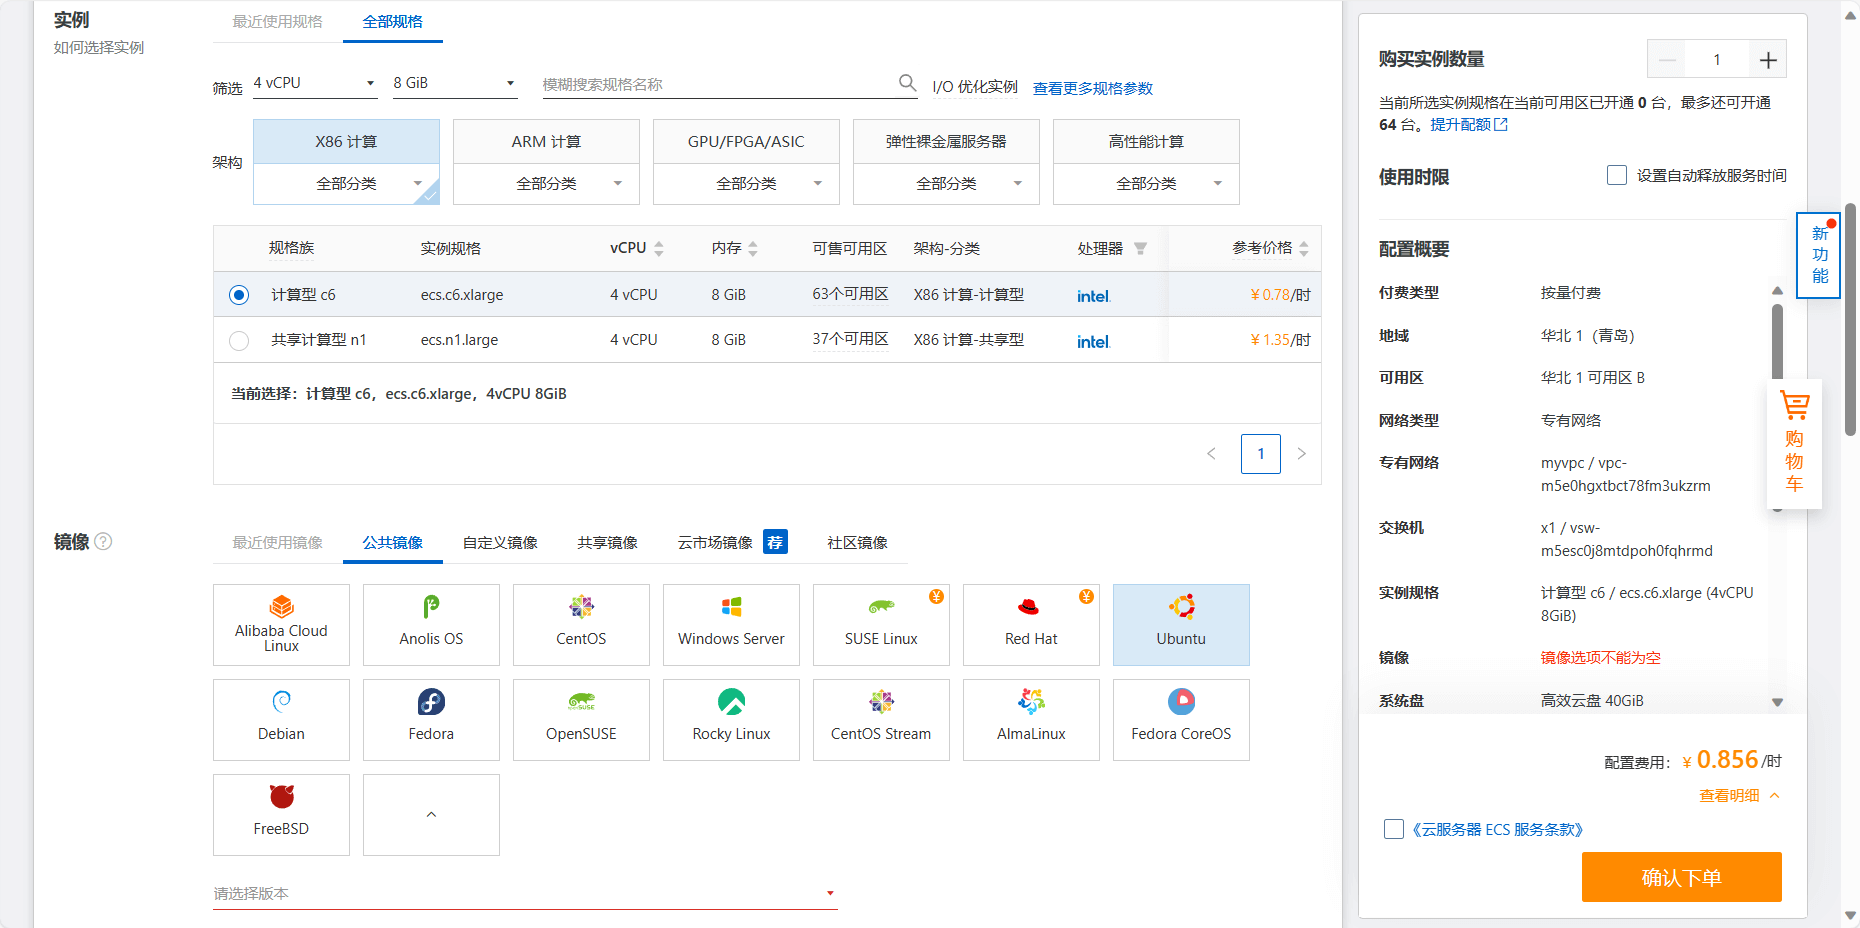 实例
如何选择实例
最近使用规格 全部规格
筛选 4 vCPU 8 GiB 模糊搜索规格名称 I/O 优化实例 查看更多规格参数
架构
X86 计算 ARM 计算 GPU/FPGA/ASIC 弹性裸金属服务器 高性能计算
全部分类 全部分类 全部分类 全部分类 全部分类
规格族 实例规格 vCPU 内存 可售可用区 架构-分类 处理器 参考价格
计算型 c6 ecs.c6.xlarge 4 vCPU 8 GiB 63个可用区 X86 计算-计算型 intel. ¥ 0.78/时
共享计算型 n1 ecs.n1.large 4 vCPU 8 GiB 37个可用区 X86 计算-共享型 intel. ¥ 1.35/时
当前选择：计算型 c6，ecs.c6.xlarge，4vCPU 8GiB
< 1 >
镜像 ?
最近使用镜像 公共镜像 自定义镜像 共享镜像 云市场镜像 荐 社区镜像
Alibaba Cloud
Linux
Anolis OS
CentOS
Windows Server
¥
SUSE Linux
¥
Red Hat
Ubuntu
Debian
Fedora
OpenSUSE
Rocky Linux
CentOS Stream
AlmaLinux
Fedora CoreOS
FreeBSD
请选择版本
购买实例数量 — 1 +
当前所选实例规格在当前可用区已开通 0 台，最多还可开通
64 台。提升配额
使用时限 设置自动释放服务时间
配置概要
付费类型 按量付费
地域 华北 1（青岛）
可用区 华北 1 可用区 B
网络类型 专有网络
专有网络 myvpc / vpc-
m5e0hgxtbct78fm3ukzrm
交换机 x1 / vsw-
m5esc0j8mtdpoh0fqhrmd
实例规格 计算型 c6 / ecs.c6.xlarge (4vCPU
8GiB)
镜像 镜像选项不能为空
系统盘 高效云盘 40GiB
配置费用： ¥ 0.856 /时
查看明细
《云服务器 ECS 服务条款》
确认下单
新
功
能
购
物
车